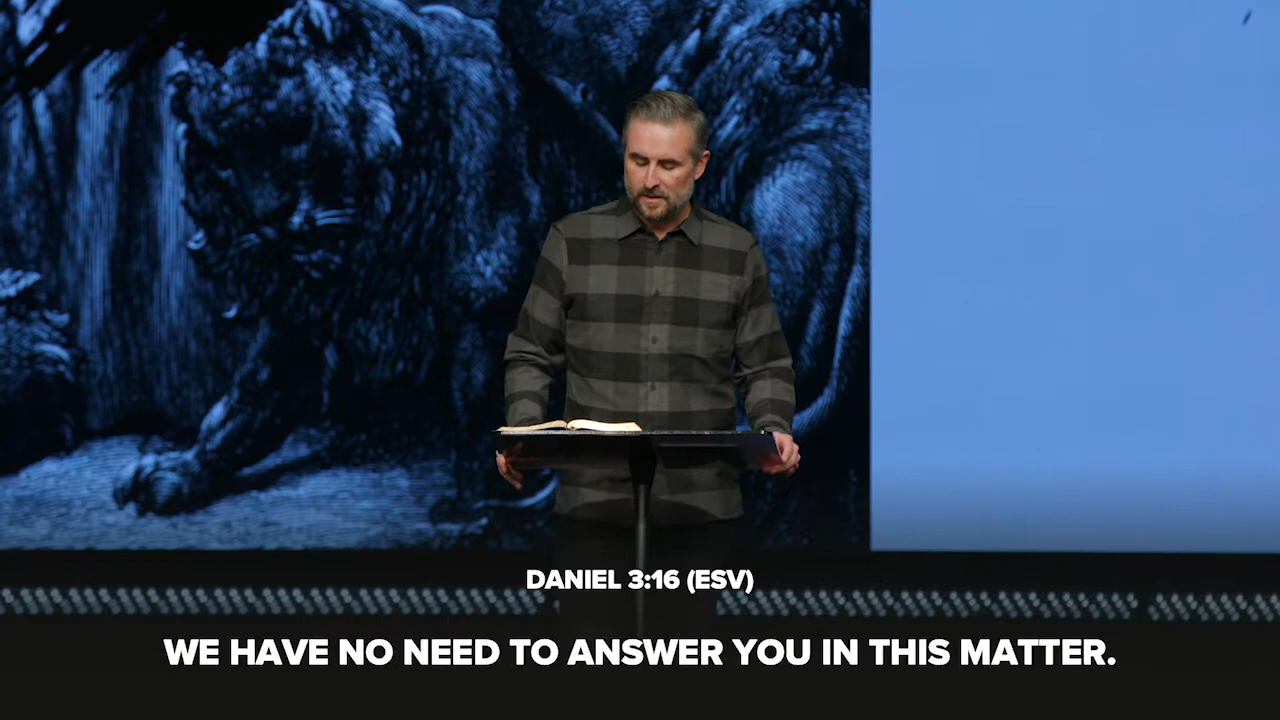 DANIEL 3:16 (ESV)
WE HAVE NO NEED TO ANSWER YOU IN THIS MATTER.